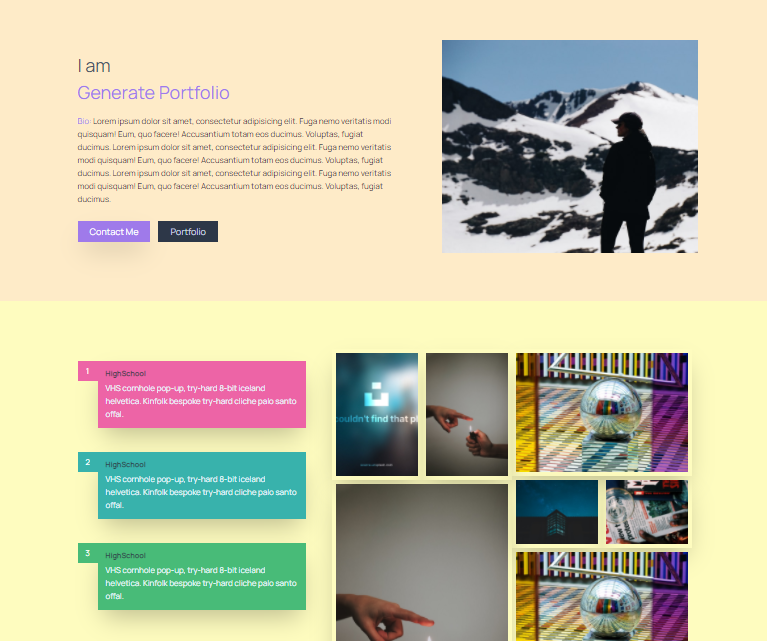 I am
Generate Portfolio
Bio: Lorem ipsum dolor sit amet, consectetur adipisicing elit. Fuga nemo veritatis modi
quisquam! Eum, quo facere! Accusantium totam eos ducimus. Voluptas, fugiat
ducimus. Lorem ipsum dolor sit amet, consectetur adipisicing elit. Fuga nemo veritatis
modi quisquam! Eum, quo facere! Accusantium totam eos ducimus. Voluptas, fugiat
ducimus. Lorem ipsum dolor sit amet, consectetur adipisicing elit. Fuga nemo veritatis
modi quisquam! Eum, quo facere! Accusantium totam eos ducimus. Voluptas, fugiat
ducimus.
Contact Me
Portfolio
1
HighSchool
VHS cornhole pop-up, try-hard 8-bit iceland
helvetica. Kinfolk bespoke try-hard cliche palo santo
offal.
2
HighSchool
VHS cornhole pop-up, try-hard 8-bit iceland
helvetica. Kinfolk bespoke try-hard cliche palo santo
offal.
3
HighSchool
VHS cornhole pop-up, try-hard 8-bit iceland
helvetica. Kinfolk bespoke try-hard cliche palo santo
offal.
couldn't find that pl